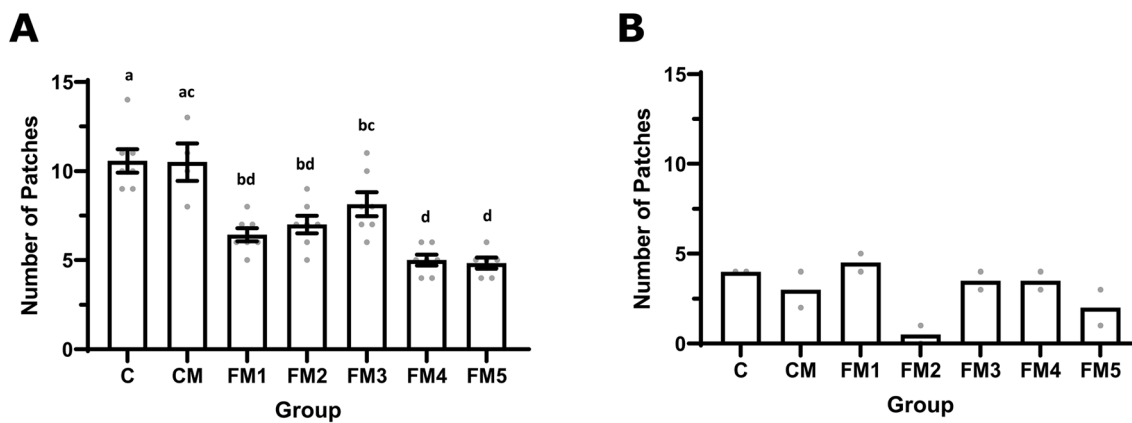 A
B
a
ac
bd
bd
bc
d
d
15
10
5
0
Number of Patches
C CM FM1 FM2 FM3 FM4 FM5
Group
15
10
5
0
Number of Patches
C CM FM1 FM2 FM3 FM4 FM5
Group